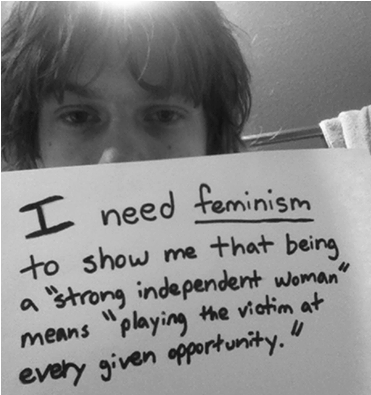 I need feminism
to show me that being
a "strong independent woman"
means "playing the victim at
every given opportunity."